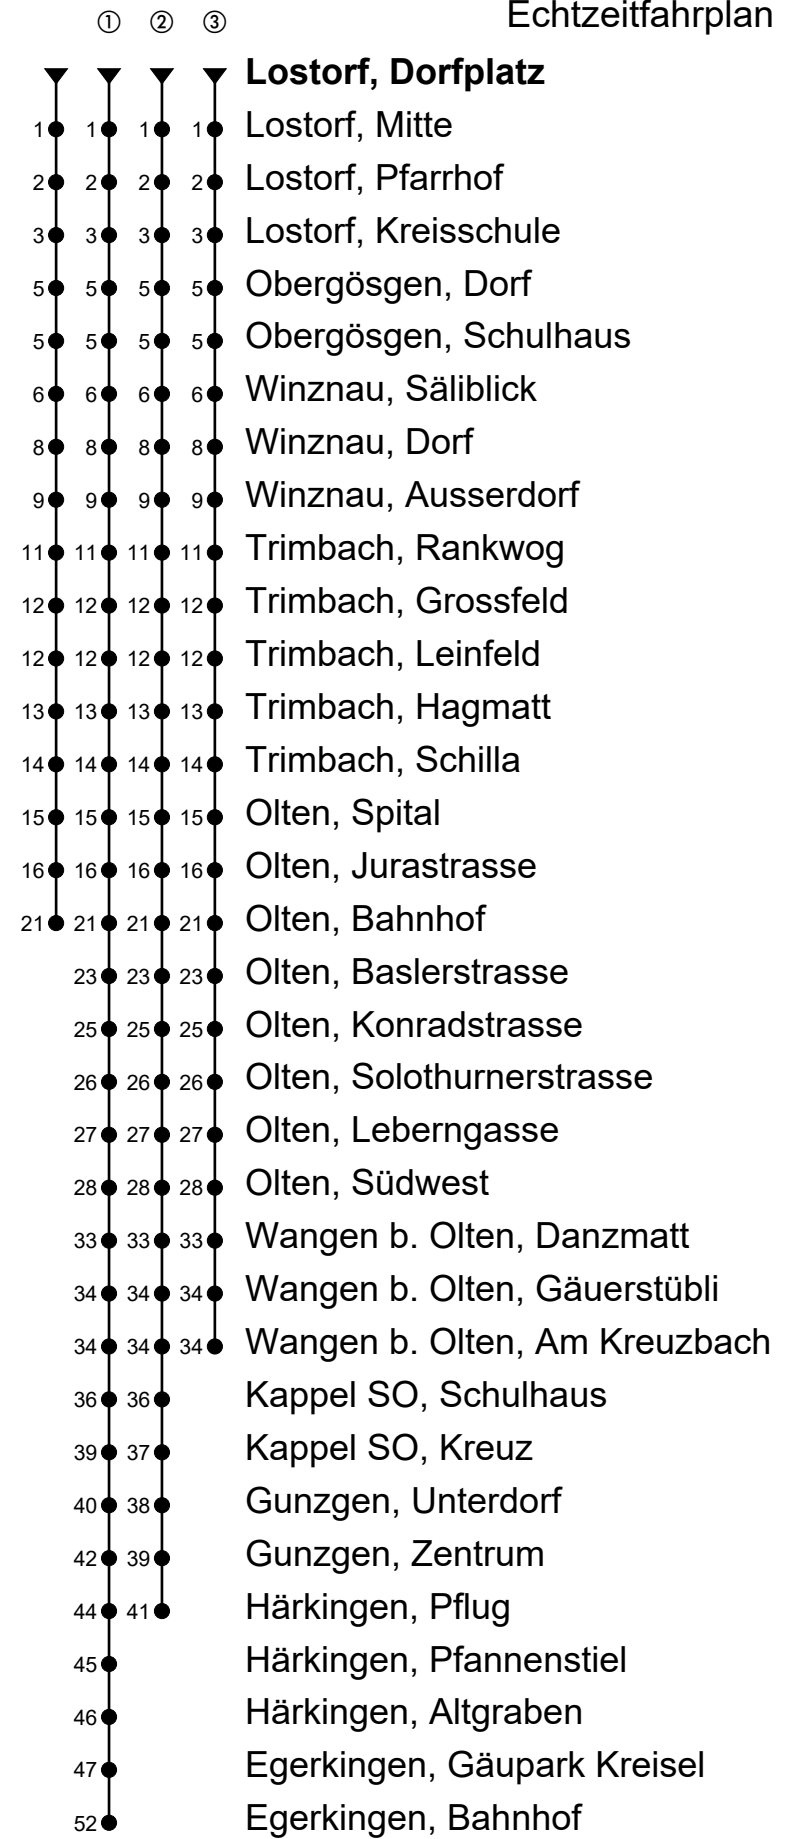 Echtzeitfahrplan
① ② ③
Lostorf, Dorfplatz
1 1 1 1 Lostorf, Mitte
2 2 2 2 Lostorf, Pfarrhof
3 3 3 3 Lostorf, Kreisschule
5 5 5 5 Obergösgen, Dorf
5 5 5 5 Obergösgen, Schulhaus
6 6 6 6 Winznau, Säliblick
8 8 8 8 Winznau, Dorf
9 9 9 9 Winznau, Ausserdorf
11 11 11 11 Trimbach, Rankwog
12 12 12 12 Trimbach, Grossfeld
12 12 12 12 Trimbach, Leinfeld
13 13 13 13 Trimbach, Hagmatt
14 14 14 14 Trimbach, Schilla
15 15 15 15 Olten, Spital
16 16 16 16 Olten, Jurastrasse
21 21 21 21 Olten, Bahnhof
23 23 23 Olten, Baslerstrasse
25 25 25 Olten, Konradstrasse
26 26 26 Olten, Solothurnerstrasse
27 27 27 Olten, Leberngasse
28 28 28 Olten, Südwest
33 33 33 Wangen b. Olten, Danzmatt
34 34 34 Wangen b. Olten, Gäuerstübli
34 34 34 Wangen b. Olten, Am Kreuzbach
36 36 Kappel SO, Schulhaus
39 37 Kappel SO, Kreuz
40 38 Gunzgen, Unterdorf
42 39 Gunzgen, Zentrum
44 41 Härkingen, Pflug
45 Härkingen, Pfannenstiel
46 Härkingen, Altgraben
47 Egerkingen, Gäupark Kreisel
52 Egerkingen, Bahnhof